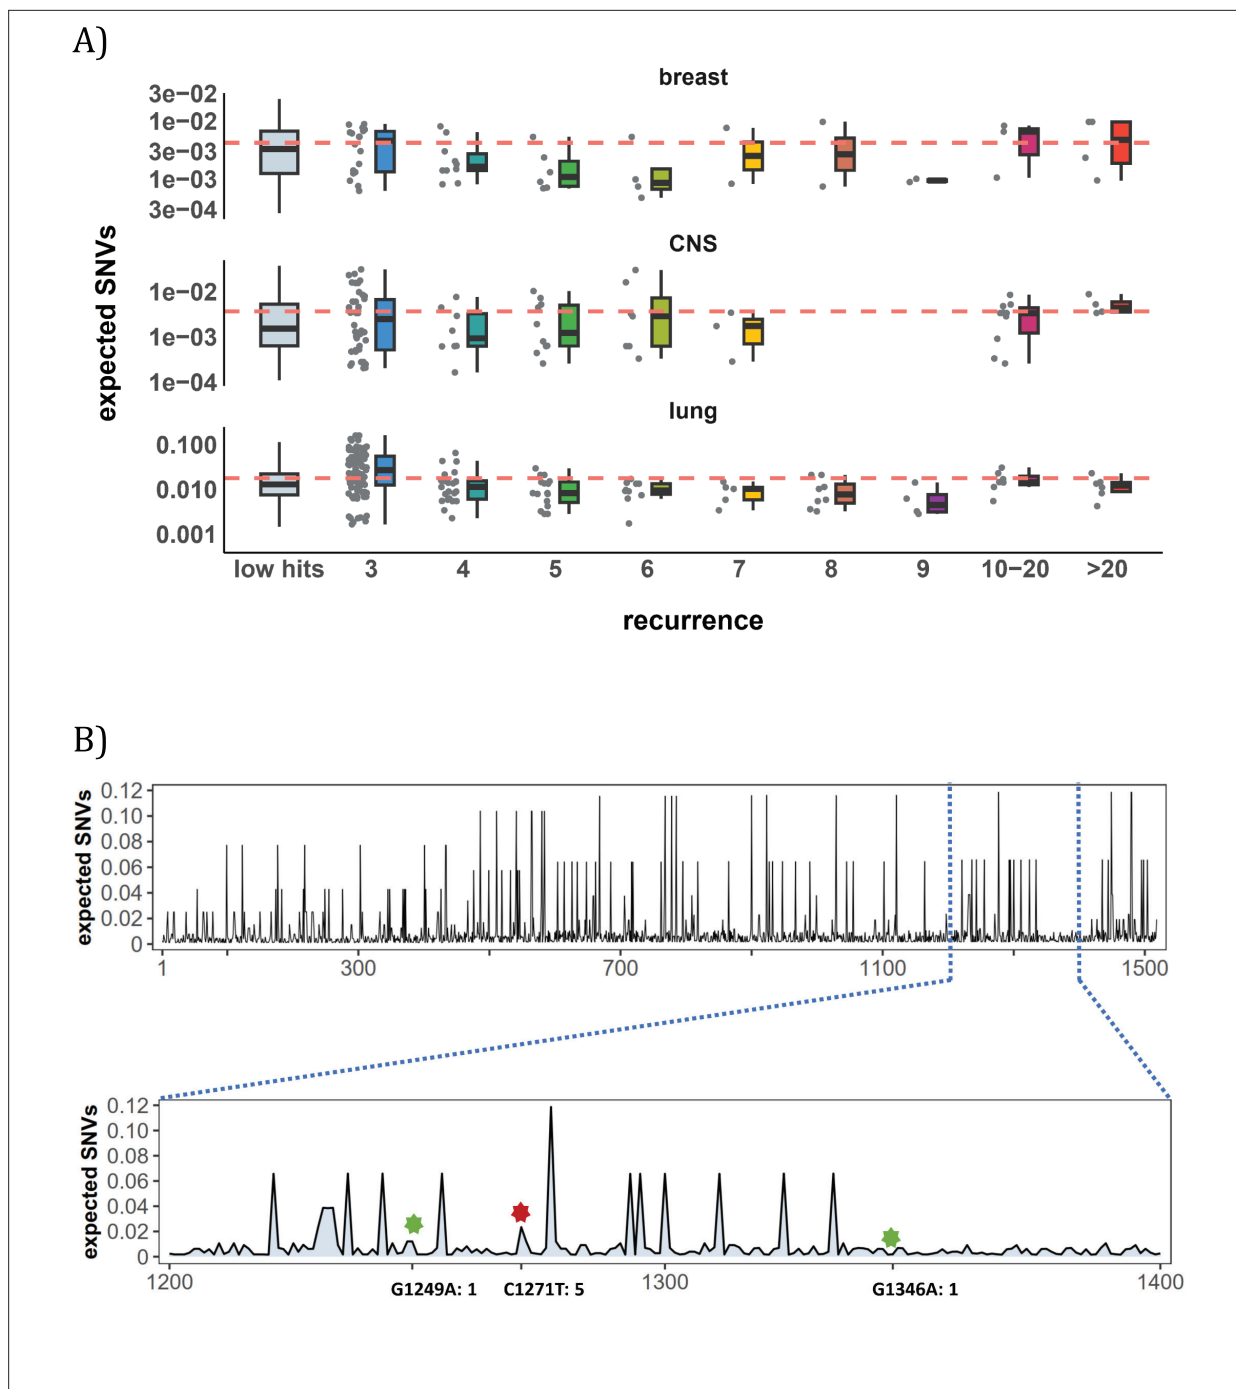 A)
breast
3e−02
1e−02
3e−03
1e−03
3e−04
CNS
1e−02
1e−03
1e−04
lung
0.100
0.010
0.001
expected SNVs
low hits 3 4 5 6 7 8 9 10−20 >20
recurrence
B)
expected SNVs
0.12
0.10
0.08
0.06
0.04
0.02
0
1 300 700 1100 1500
expected SNVs
0.12
0.10
0.08
0.06
0.04
0.02
0
1200 1300 1400
G1249A: 1 C1271T: 5 G1346A: 1